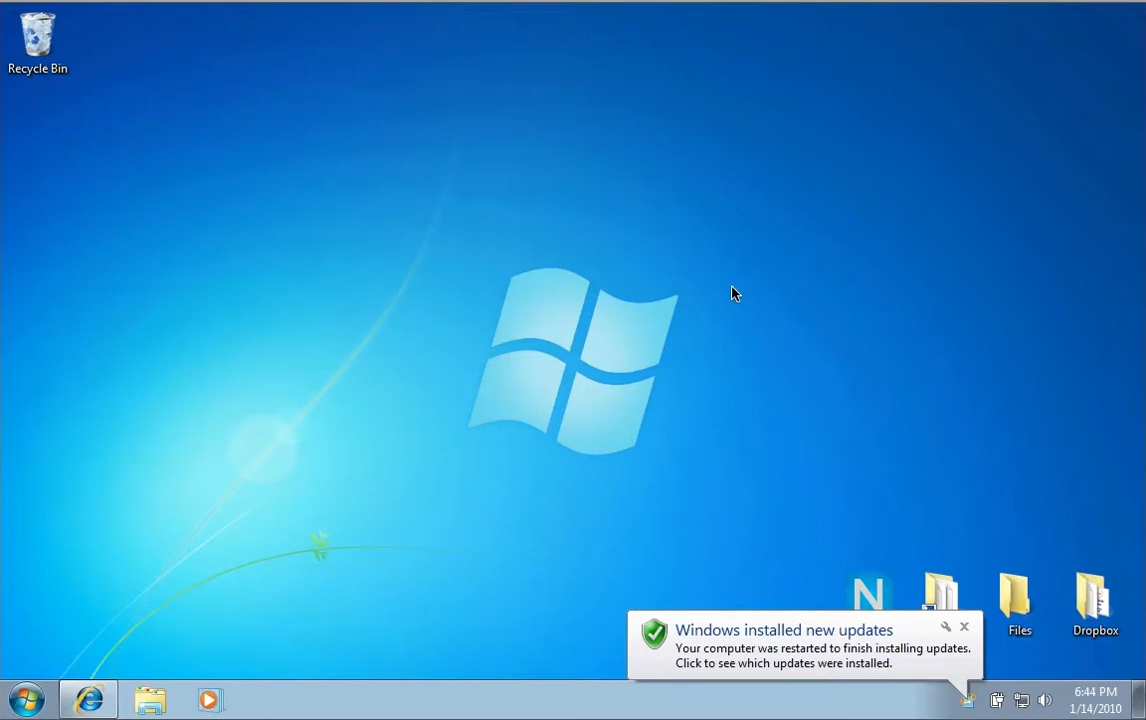 Recycle Bin
N
Files
Dropbox
Windows installed new updates
Your computer was restarted to finish installing updates.
Click to see which updates were installed.
6:44 PM
1/14/2010